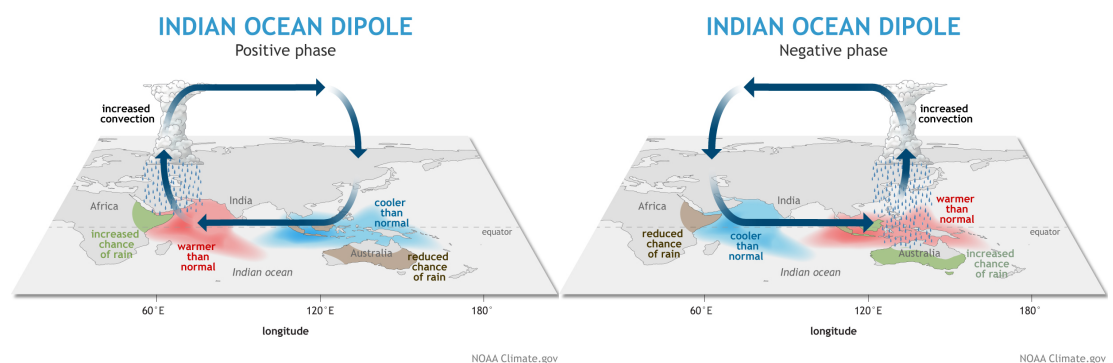 INDIAN OCEAN DIPOLE
Positive phase
increased
convection
Africa
India
cooler
than
normal
equator
increased
chance
of rain
warmer
than
normal
Indian ocean
Australia
reduced
chance
of rain
60°E
120°E
180°
longitude
NOAA Climate.gov
INDIAN OCEAN DIPOLE
Negative phase
increased
convection
Africa
India
warmer
than
normal
equator
reduced
chance
of rain
cooler
than
normal
Indian ocean
Australia
increased
chance
of rain
60°E
120°E
180°
longitude
NOAA Climate.gov